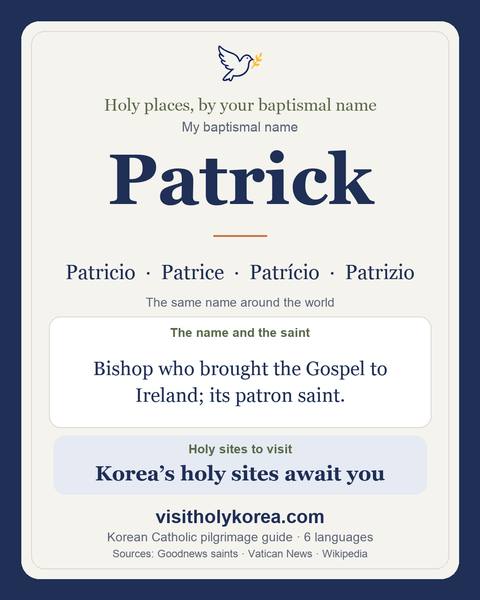 Holy places, by your baptismal name
My baptismal name
Patrick
Patricio · Patrice · Patrício · Patrizio
The same name around the world
The name and the saint
Bishop who brought the Gospel to
Ireland; its patron saint.
Holy sites to visit
Korea’s holy sites await you
visitholykorea.com
Korean Catholic pilgrimage guide · 6 languages
Sources: Goodnews saints · Vatican News · Wikipedia